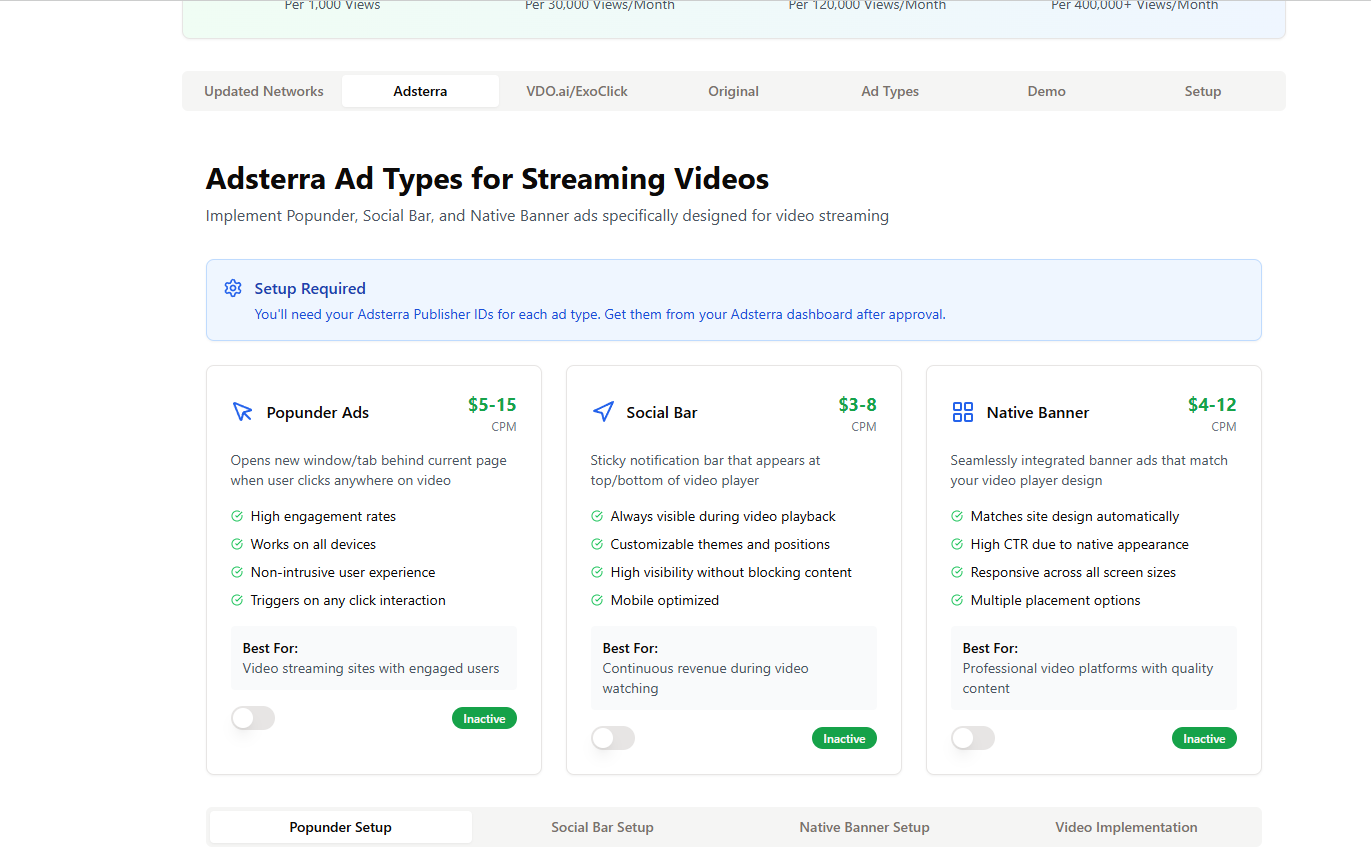 Per 1,000 Views
Per 30,000 Views/Month
Per 120,000 Views/Month
Per 400,000+ Views/Month
Updated Networks
Adsterra
VDO.ai/ExoClick
Original
Ad Types
Demo
Setup
Adsterra Ad Types for Streaming Videos
Implement Popunder, Social Bar, and Native Banner ads specifically designed for video streaming
Setup Required
You'll need your Adsterra Publisher IDs for each ad type. Get them from your Adsterra dashboard after approval.
Popunder Ads
$5-15
CPM
Opens new window/tab behind current page
when user clicks anywhere on video
High engagement rates
Works on all devices
Non-intrusive user experience
Triggers on any click interaction
Best For:
Video streaming sites with engaged users
Inactive
Social Bar
$3-8
CPM
Sticky notification bar that appears at
top/bottom of video player
Always visible during video playback
Customizable themes and positions
High visibility without blocking content
Mobile optimized
Best For:
Continuous revenue during video
watching
Inactive
Native Banner
$4-12
CPM
Seamlessly integrated banner ads that match
your video player design
Matches site design automatically
High CTR due to native appearance
Responsive across all screen sizes
Multiple placement options
Best For:
Professional video platforms with quality
content
Inactive
Popunder Setup
Social Bar Setup
Native Banner Setup
Video Implementation